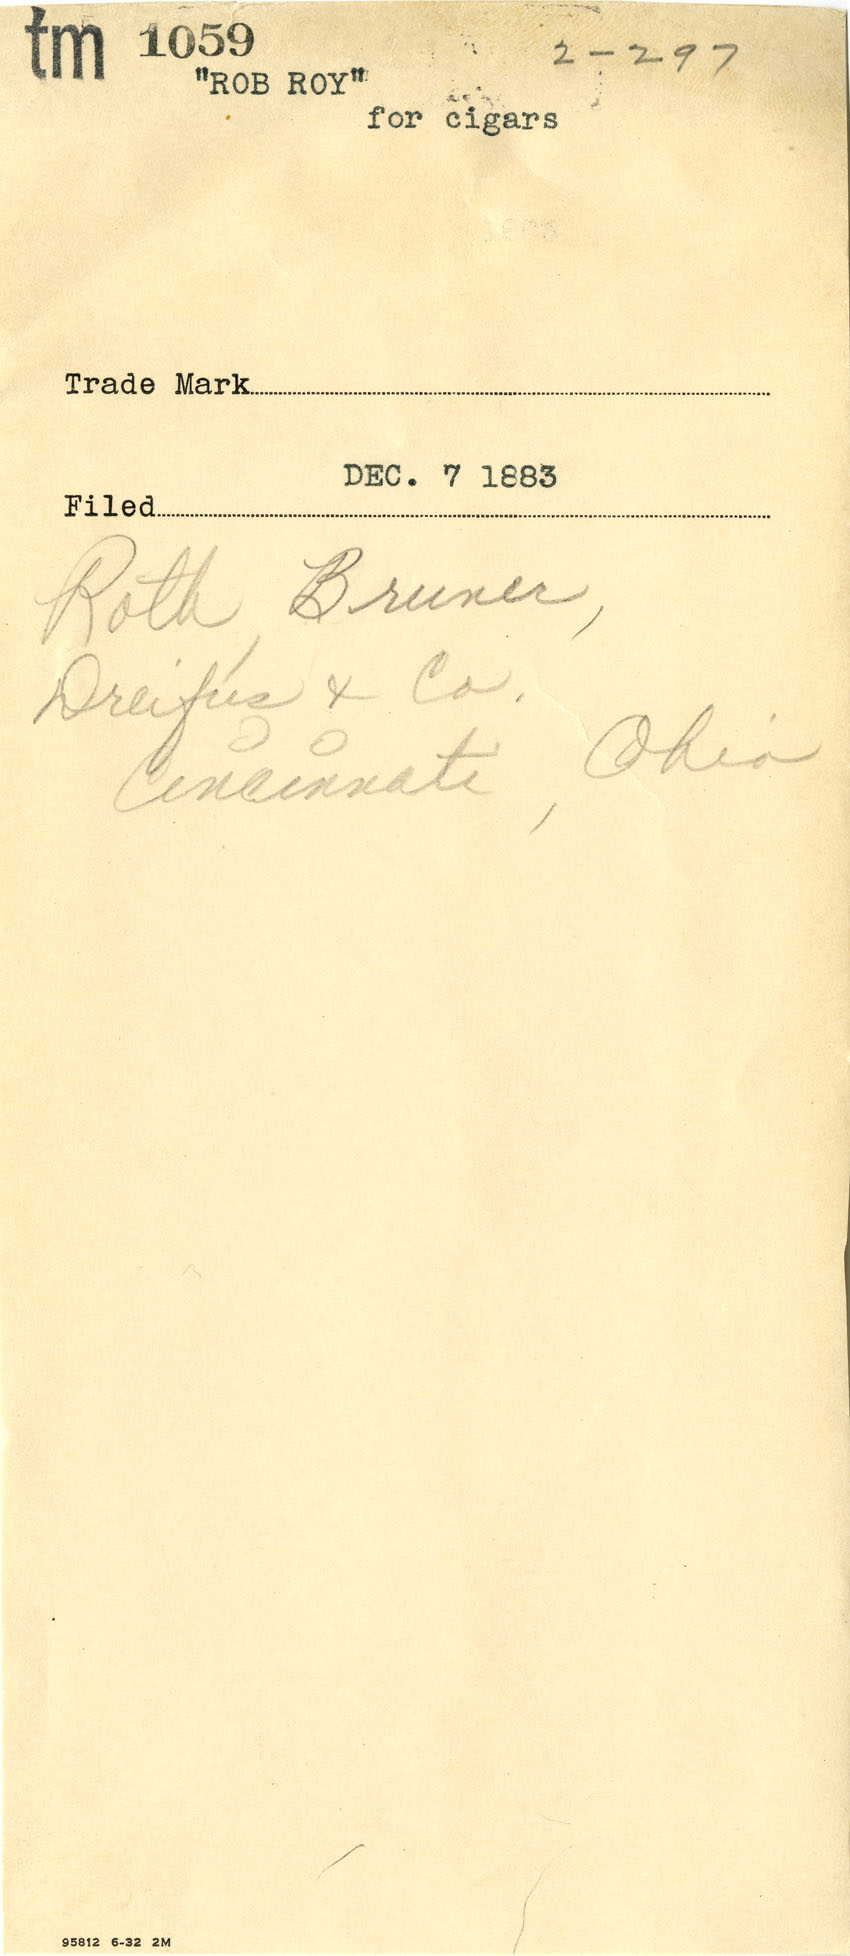 tm 1059 2-297
"ROB ROY"
for cigars
Trade Mark
DEC. 7 1883
Filed
Roth, Bruner,
Dreifus & Co.
Cincinnati, Ohio
95812 6-32 2M